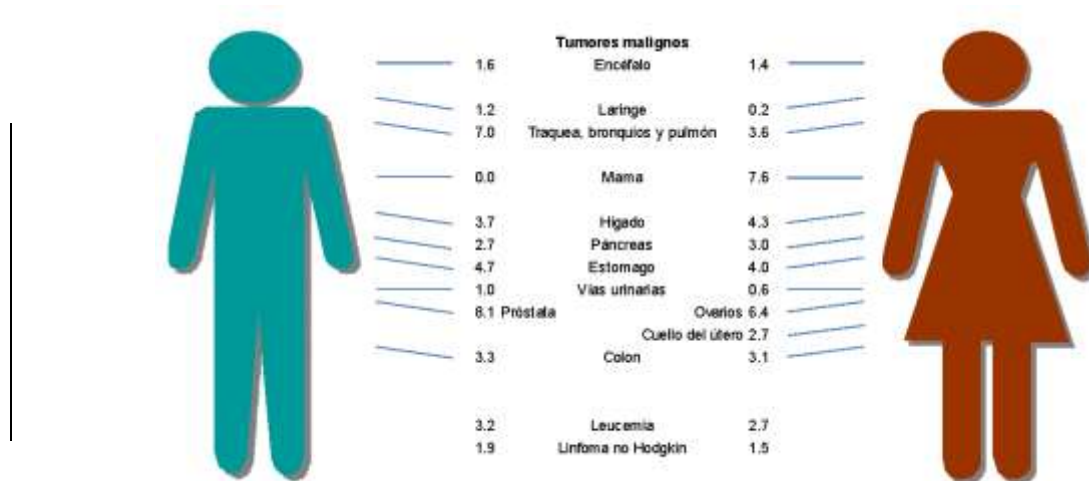 Tumores malignos
1.6 Encéfalo 1.4
1.2 Laringe 0.2
7.0 Traquea, bronquios y pulmón 3.6
0.0 Mama 7.6
3.7 Hígado 4.3
2.7 Páncreas 3.0
4.7 Estomago 4.0
1.0 Vías urinarias 0.6
8.1 Próstata Ovarios 6.4
Cuello del útero 2.7
3.3 Colon 3.1
3.2 Leucemia 2.7
1.9 Linfoma no Hodgkin 1.5